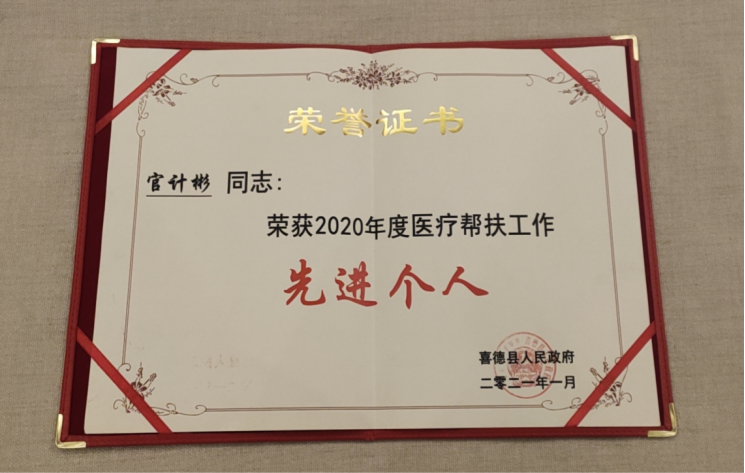 荣誉证书
官计彬 同志：
荣获2020年度医疗帮扶工作
先进个人
喜德县人民政府
二零二一年一月